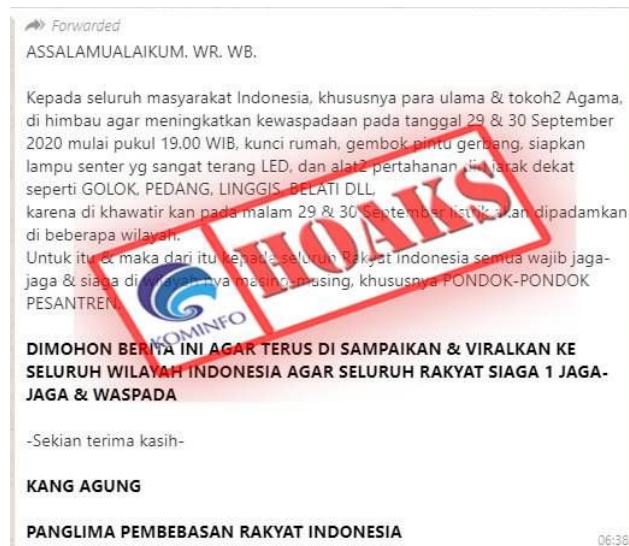 Forwarded
ASSALAMUALAIKUM. WR. WB.
Kepada seluruh masyarakat Indonesia, khususnya para ulama & tokoh2 Agama,
di himbau agar meningkatkan kewaspadaan pada tanggal 29 & 30 September
2020 mulai pukul 19.00 WIB, kunci rumah, gembok pintu gerbang, siapkan
lampu senter yg sangat terang LED, dan alat2 pertahanan diri jarak dekat
seperti GOLOK, PEDANG, LINGGIS, BELATI DLL,
karena di khawatir kan pada malam 29 & 30 September listrik akan dipadamkan
di beberapa wilayah.
Untuk itu & maka dari itu kepada seluruh Rakyat Indonesia semua wajib jaga-
jaga & siaga di wilayah nya masing-masing, khususnya PONDOK-PONDOK
PESANTREN.
HOAKS
KOMINFO
DIMOHON BERITA INI AGAR TERUS DI SAMPAIKAN & VIRALKAN KE
SELURUH WILAYAH INDONESIA AGAR SELURUH RAKYAT SIAGA 1 JAGA-
JAGA & WASPADA
-Sekian terima kasih-
KANG AGUNG
PANGLIMA PEMBEBASAN RAKYAT INDONESIA
06:38